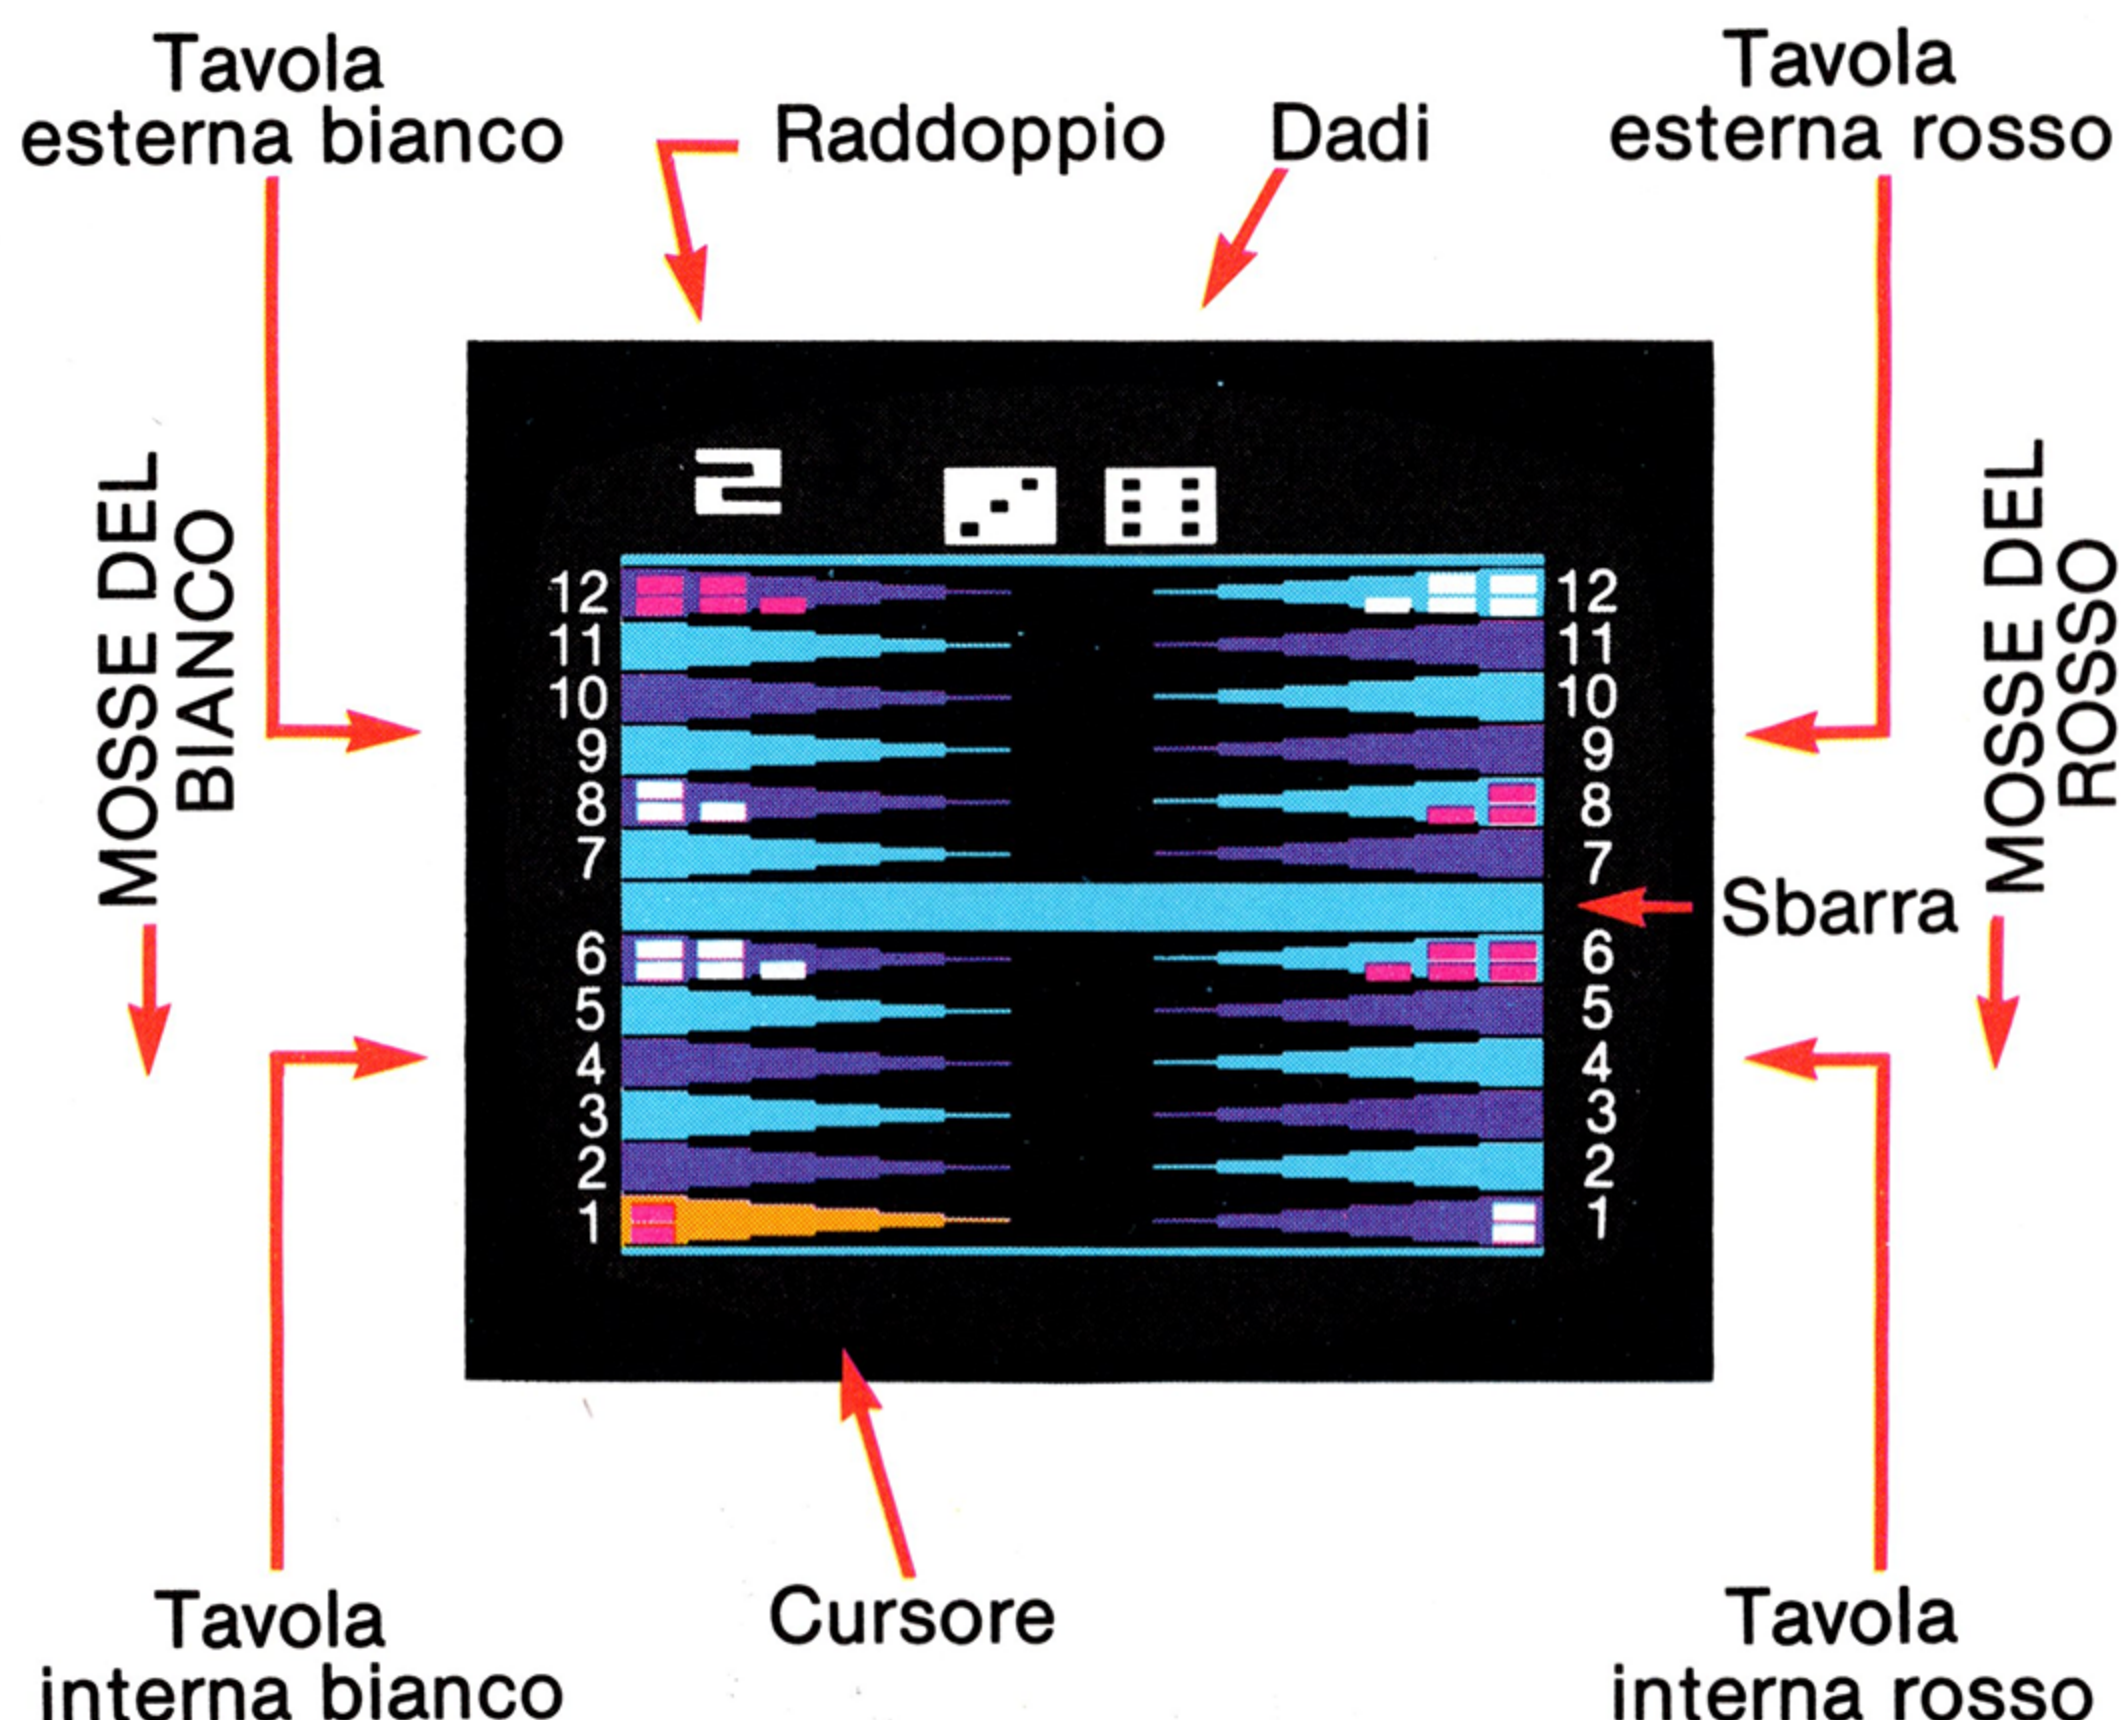 Tavola
esterna bianco
Raddoppio
Dadi
Tavola
esterna rosso
MOSSE DEL
BIANCO
MOSSE DEL
ROSSO
2
12
11
10
9
8
7
6
5
4
3
2
1
12
11
10
9
8
7
6
5
4
3
2
1
Sbarra
Tavola
interna bianco
Cursore
Tavola
interna rosso